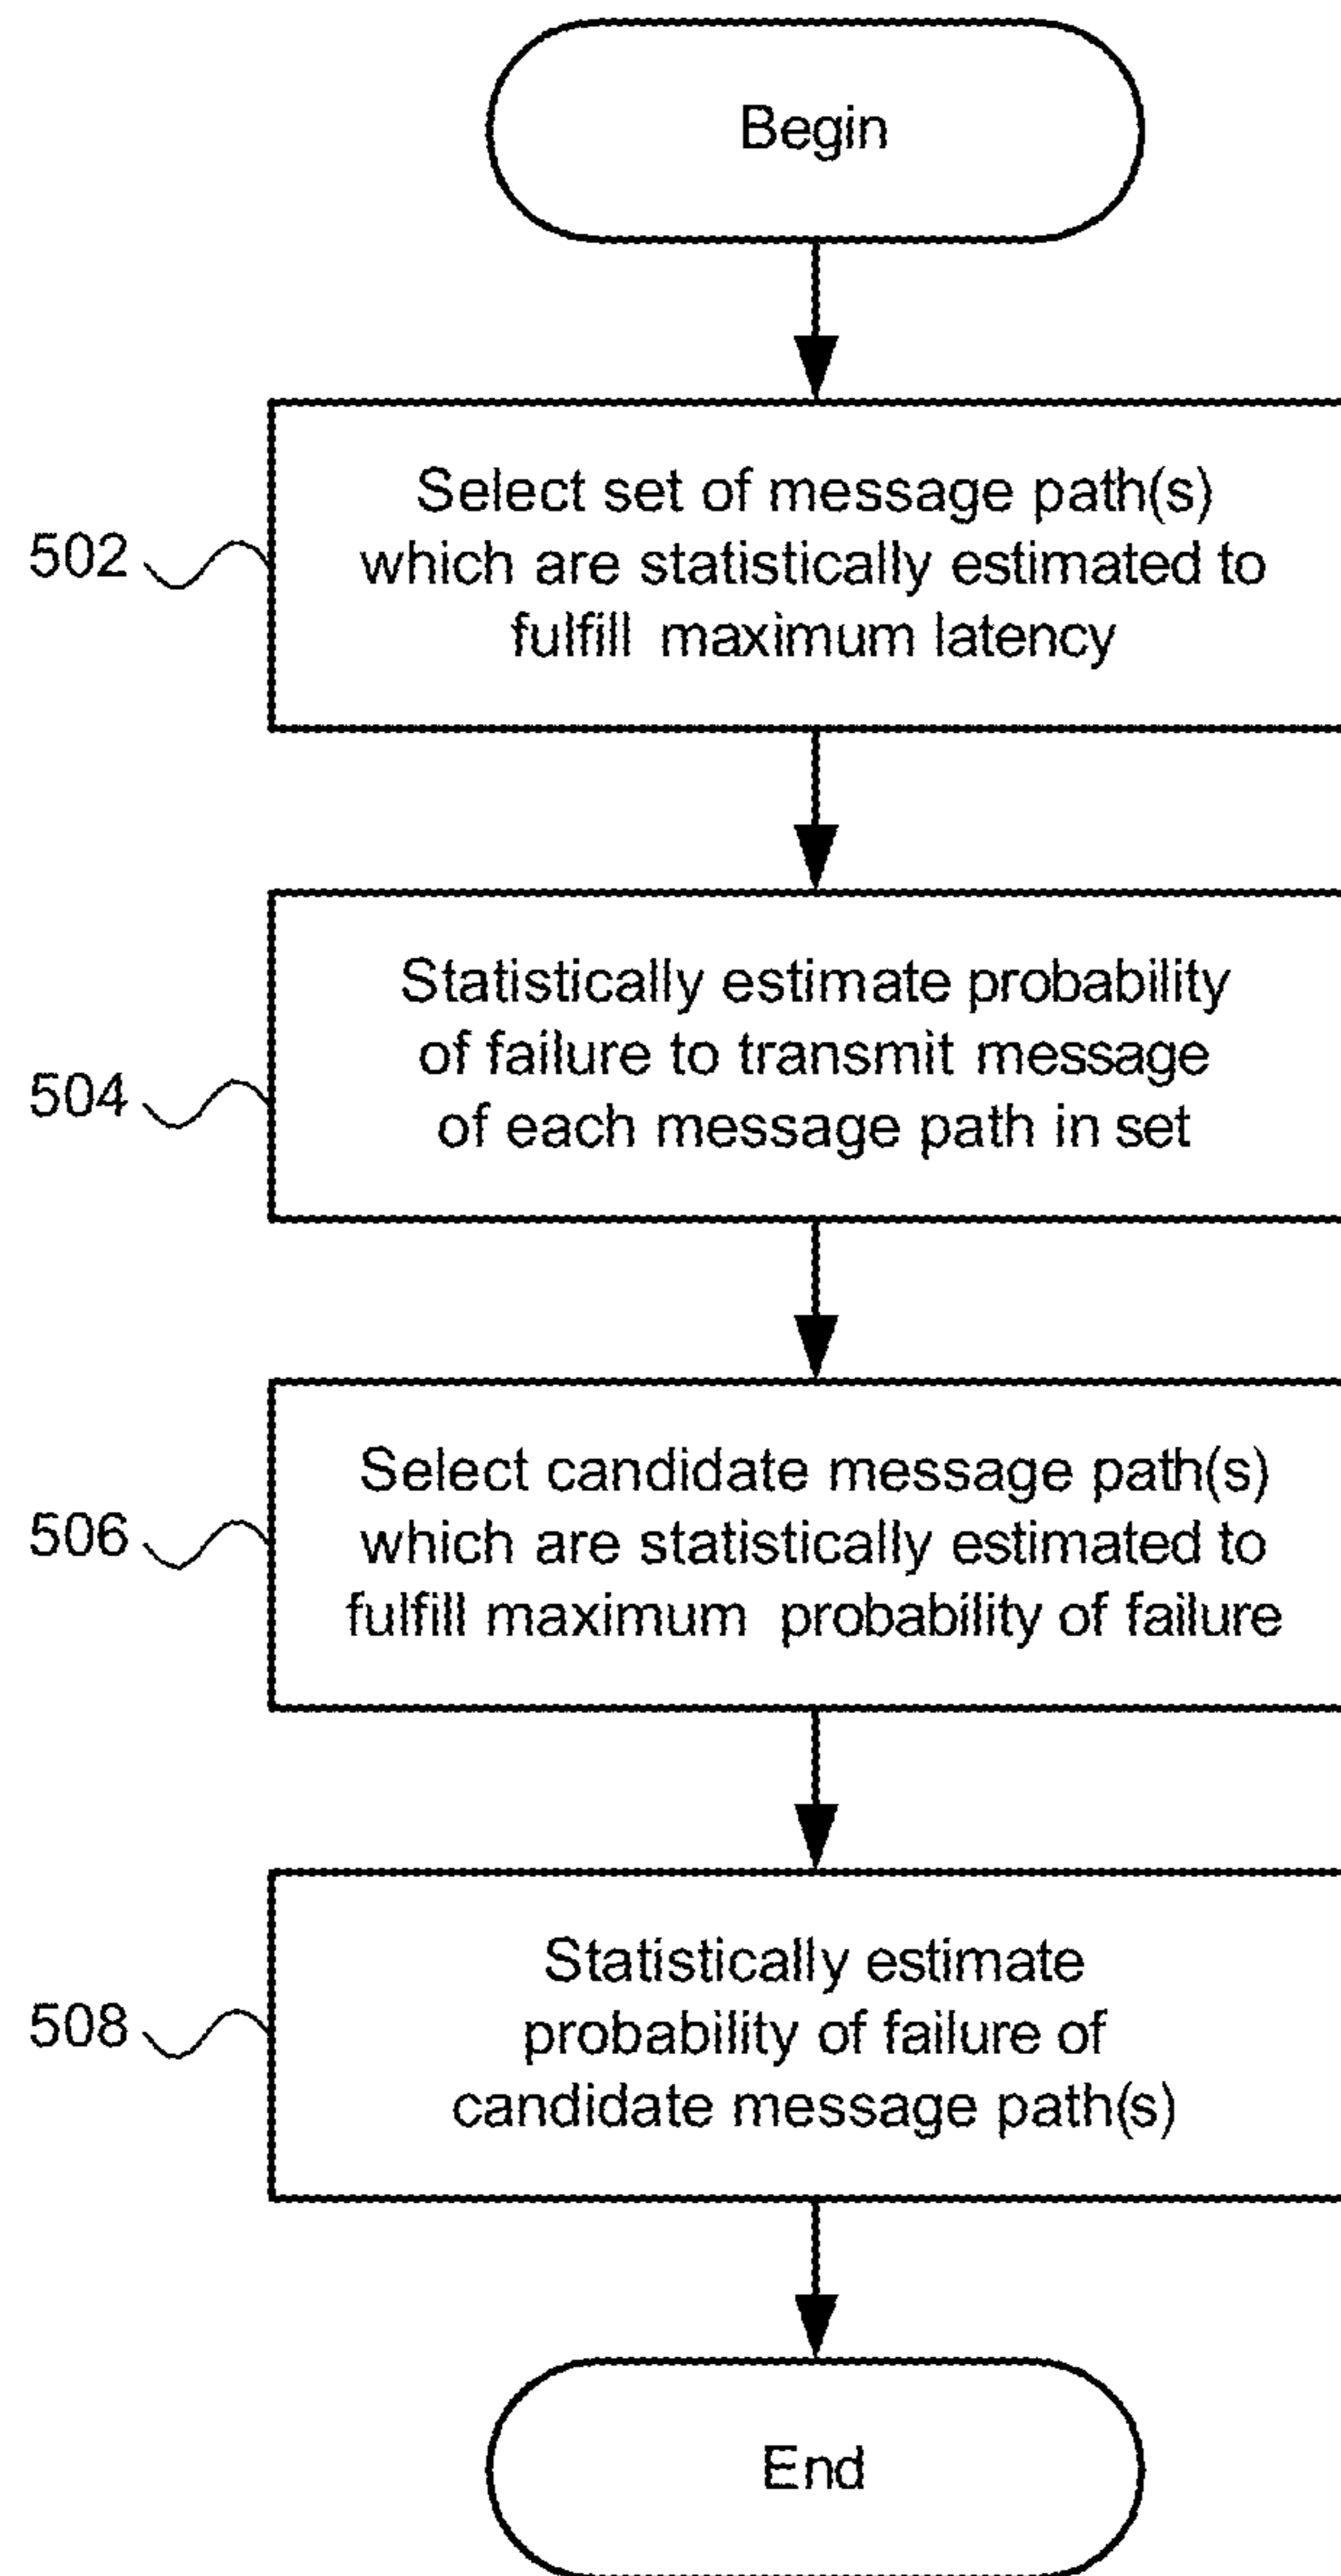 Begin
Select set of message path(s)
which are statistically estimated to
fulfill maximum latency
502
Statistically estimate probability
of failure to transmit message
of each message path in set
504
Select candidate message path(s)
which are statistically estimated to
fulfill maximum probability of failure
506
Statistically estimate
probability of failure of
candidate message path(s)
508
End